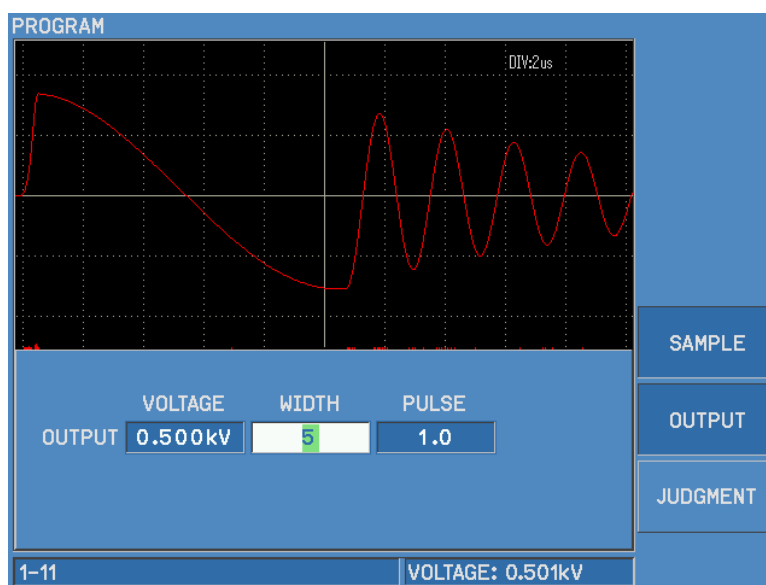 PROGRAM
DIV:2us
SAMPLE
VOLTAGE WIDTH PULSE
OUTPUT 0.500kV 5 1.0
OUTPUT
JUDGMENT
1-11 VOLTAGE: 0.501kV